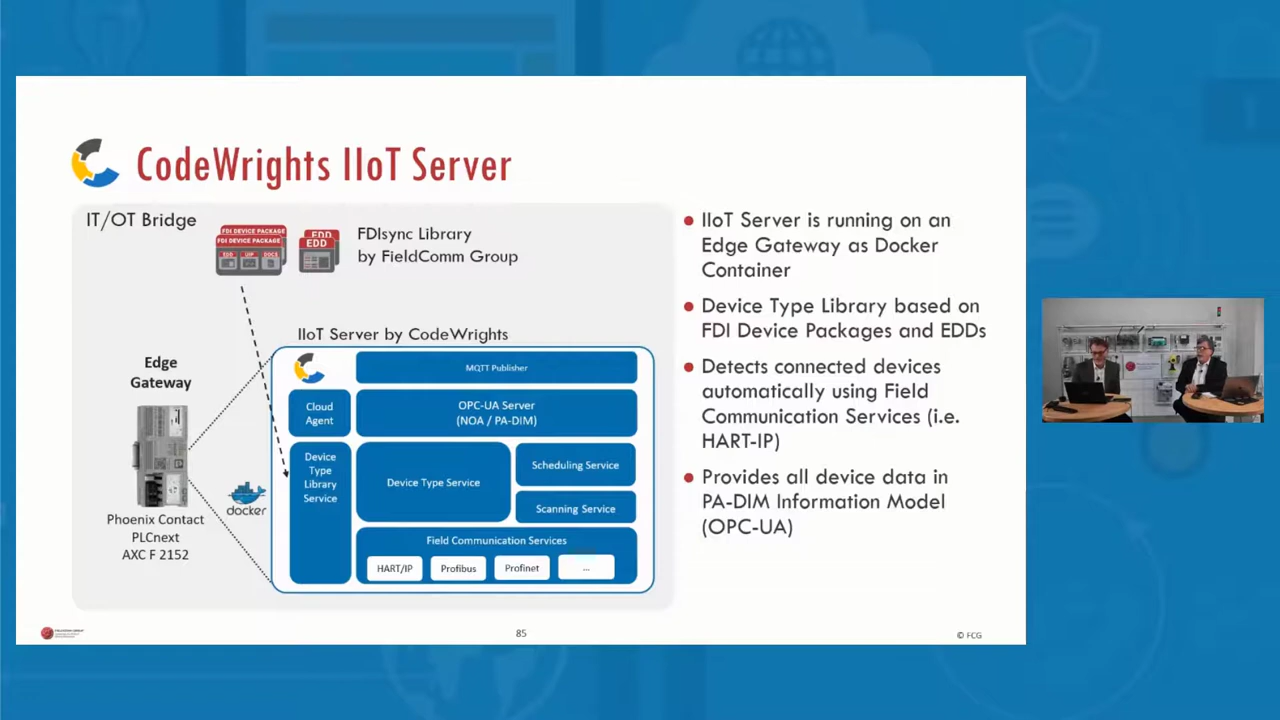 CodeWrights IIoT Server
IT/OT Bridge
FDI DEVICE PACKAGE
FDI DEVICE PACKAGE
EDD
UIP
DOCS
EDD
EDD
FDIsync Library
by FieldComm Group
IIoT Server by CodeWrights
Edge
Gateway
Phoenix Contact
PLCnext
AXC F 2152
docker
MQTT Publisher
Cloud
Agent
OPC-UA Server
(NOA / PA-DIM)
Device
Type
Library
Service
Device Type Service
Scheduling Service
Scanning Service
Field Communication Services
HART/IP
Profibus
Profinet
...
• IIoT Server is running on an
Edge Gateway as Docker
Container
• Device Type Library based on
FDI Device Packages and EDDs
• Detects connected devices
automatically using Field
Communication Services (i.e.
HART-IP)
• Provides all device data in
PA-DIM Information Model
(OPC-UA)
85
© FCG